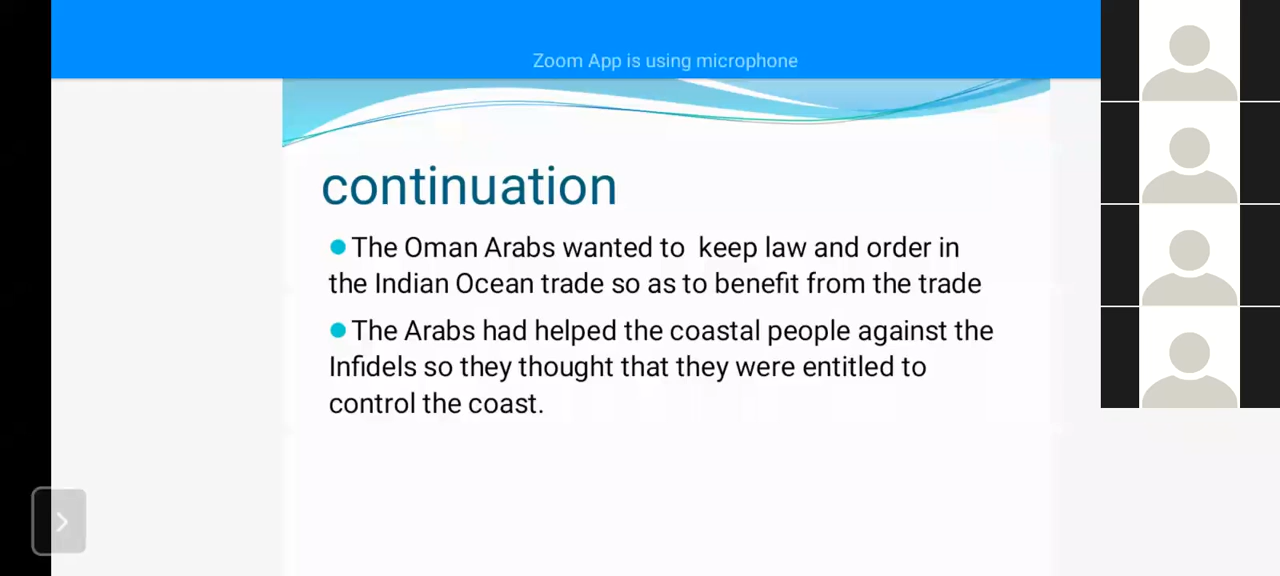 Zoom App is using microphone
continuation
The Oman Arabs wanted to  keep law and order in
the Indian Ocean trade so as to benefit from the trade
The Arabs had helped the coastal people against the
Infidels so they thought that they were entitled to
control the coast.